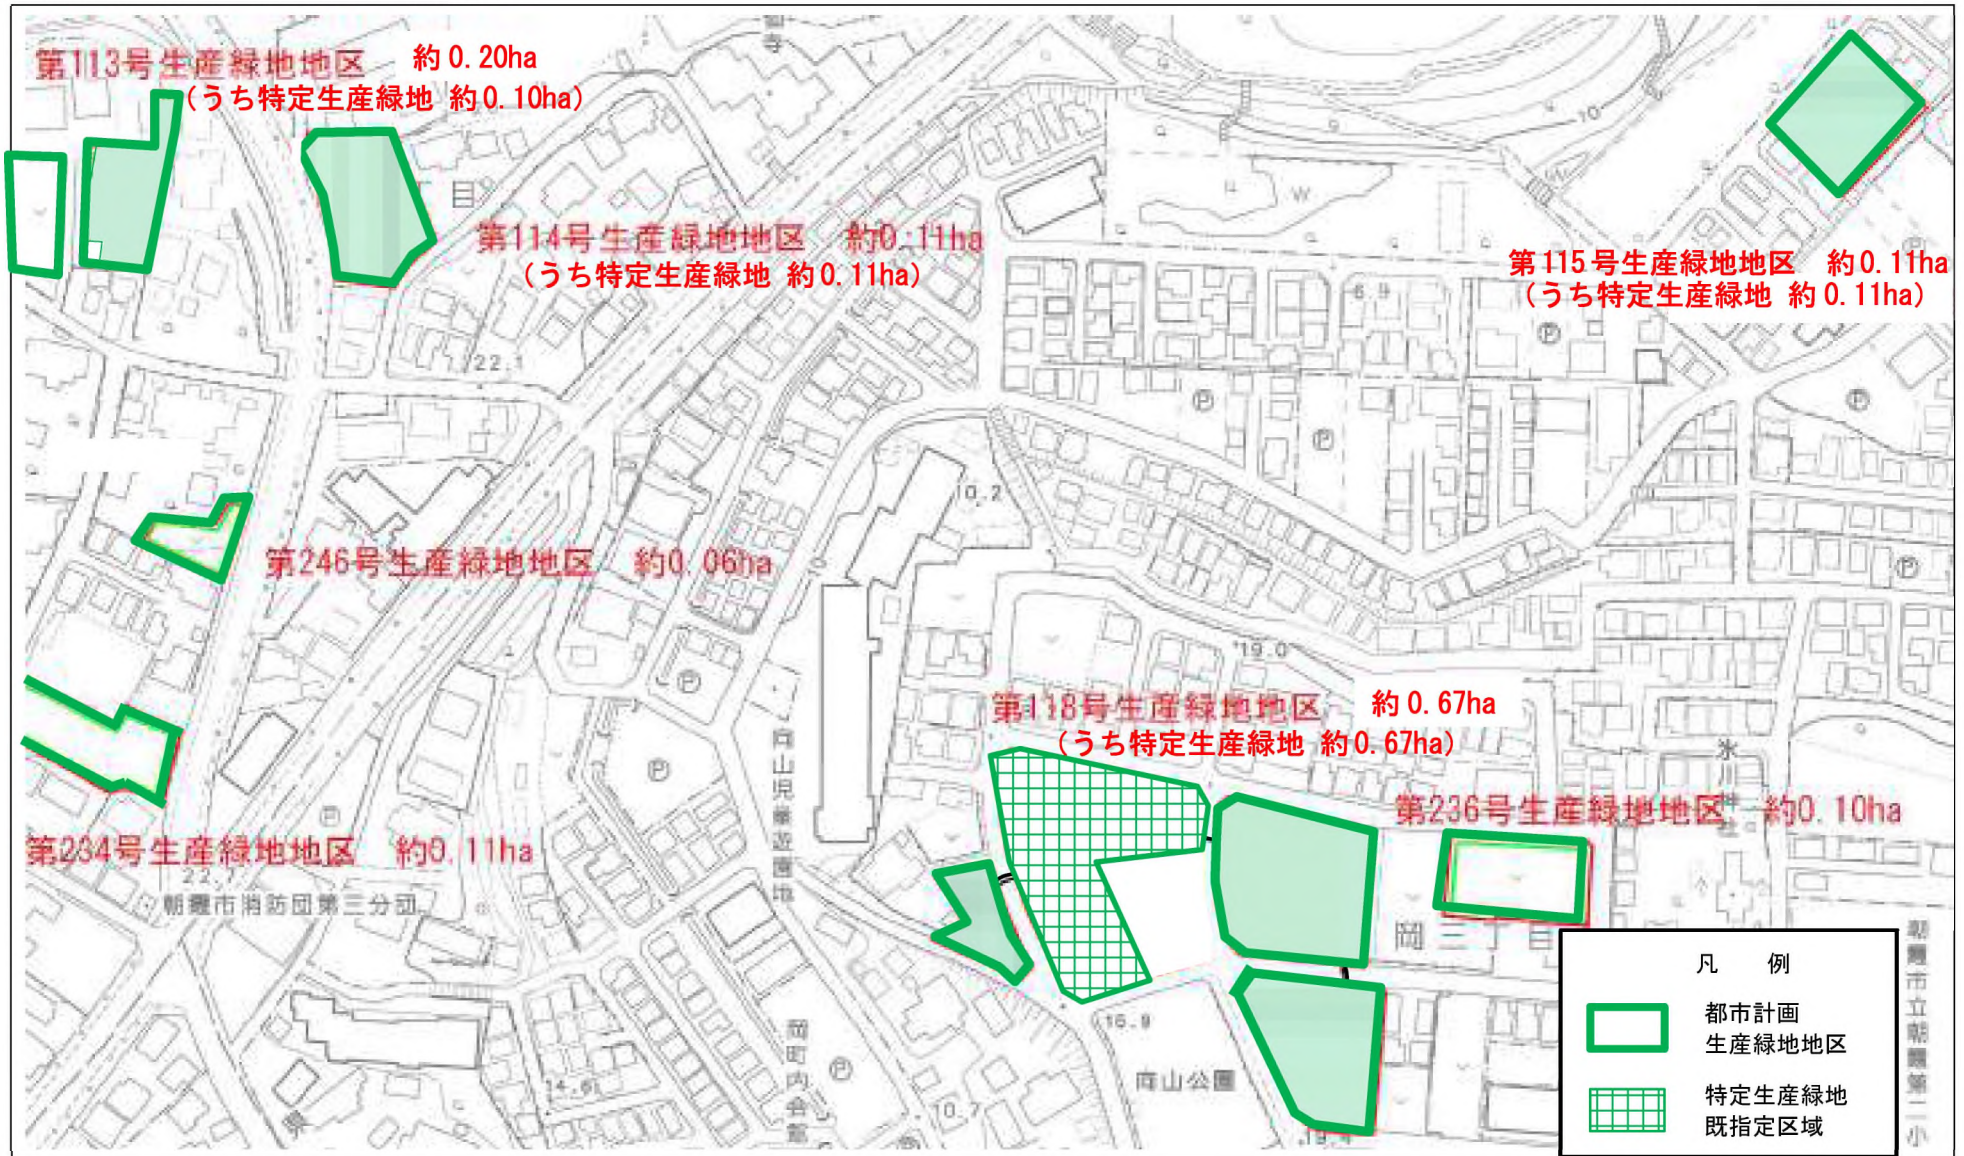 第113号生産緑地地区 約0.20ha
(うち特定生産緑地 約0.10ha)
目
第114号生産緑地地区 約0.11ha
(うち特定生産緑地 約0.11ha)
第115号生産緑地地区 約0.11ha
(うち特定生産緑地 約0.11ha)
10
W
6.9
22.1
10.2
第246号生産緑地地区 約0.06ha
19.0
第118号生産緑地地区 約0.67ha
(うち特定生産緑地 約0.67ha)
向山児童遊園地
氷川神社
第236号生産緑地地区 約0.10ha
第234号生産緑地地区 約0.11ha
朝霞市消防団第三分団
岡三丁目
朝霞市立朝霞第二小
岡町内会館
16.9
向山公園
14.6
10.7
P
P
P
P
P
P
P
P
P
凡 例
都市計画
生産緑地地区
特定生産緑地
既指定区域